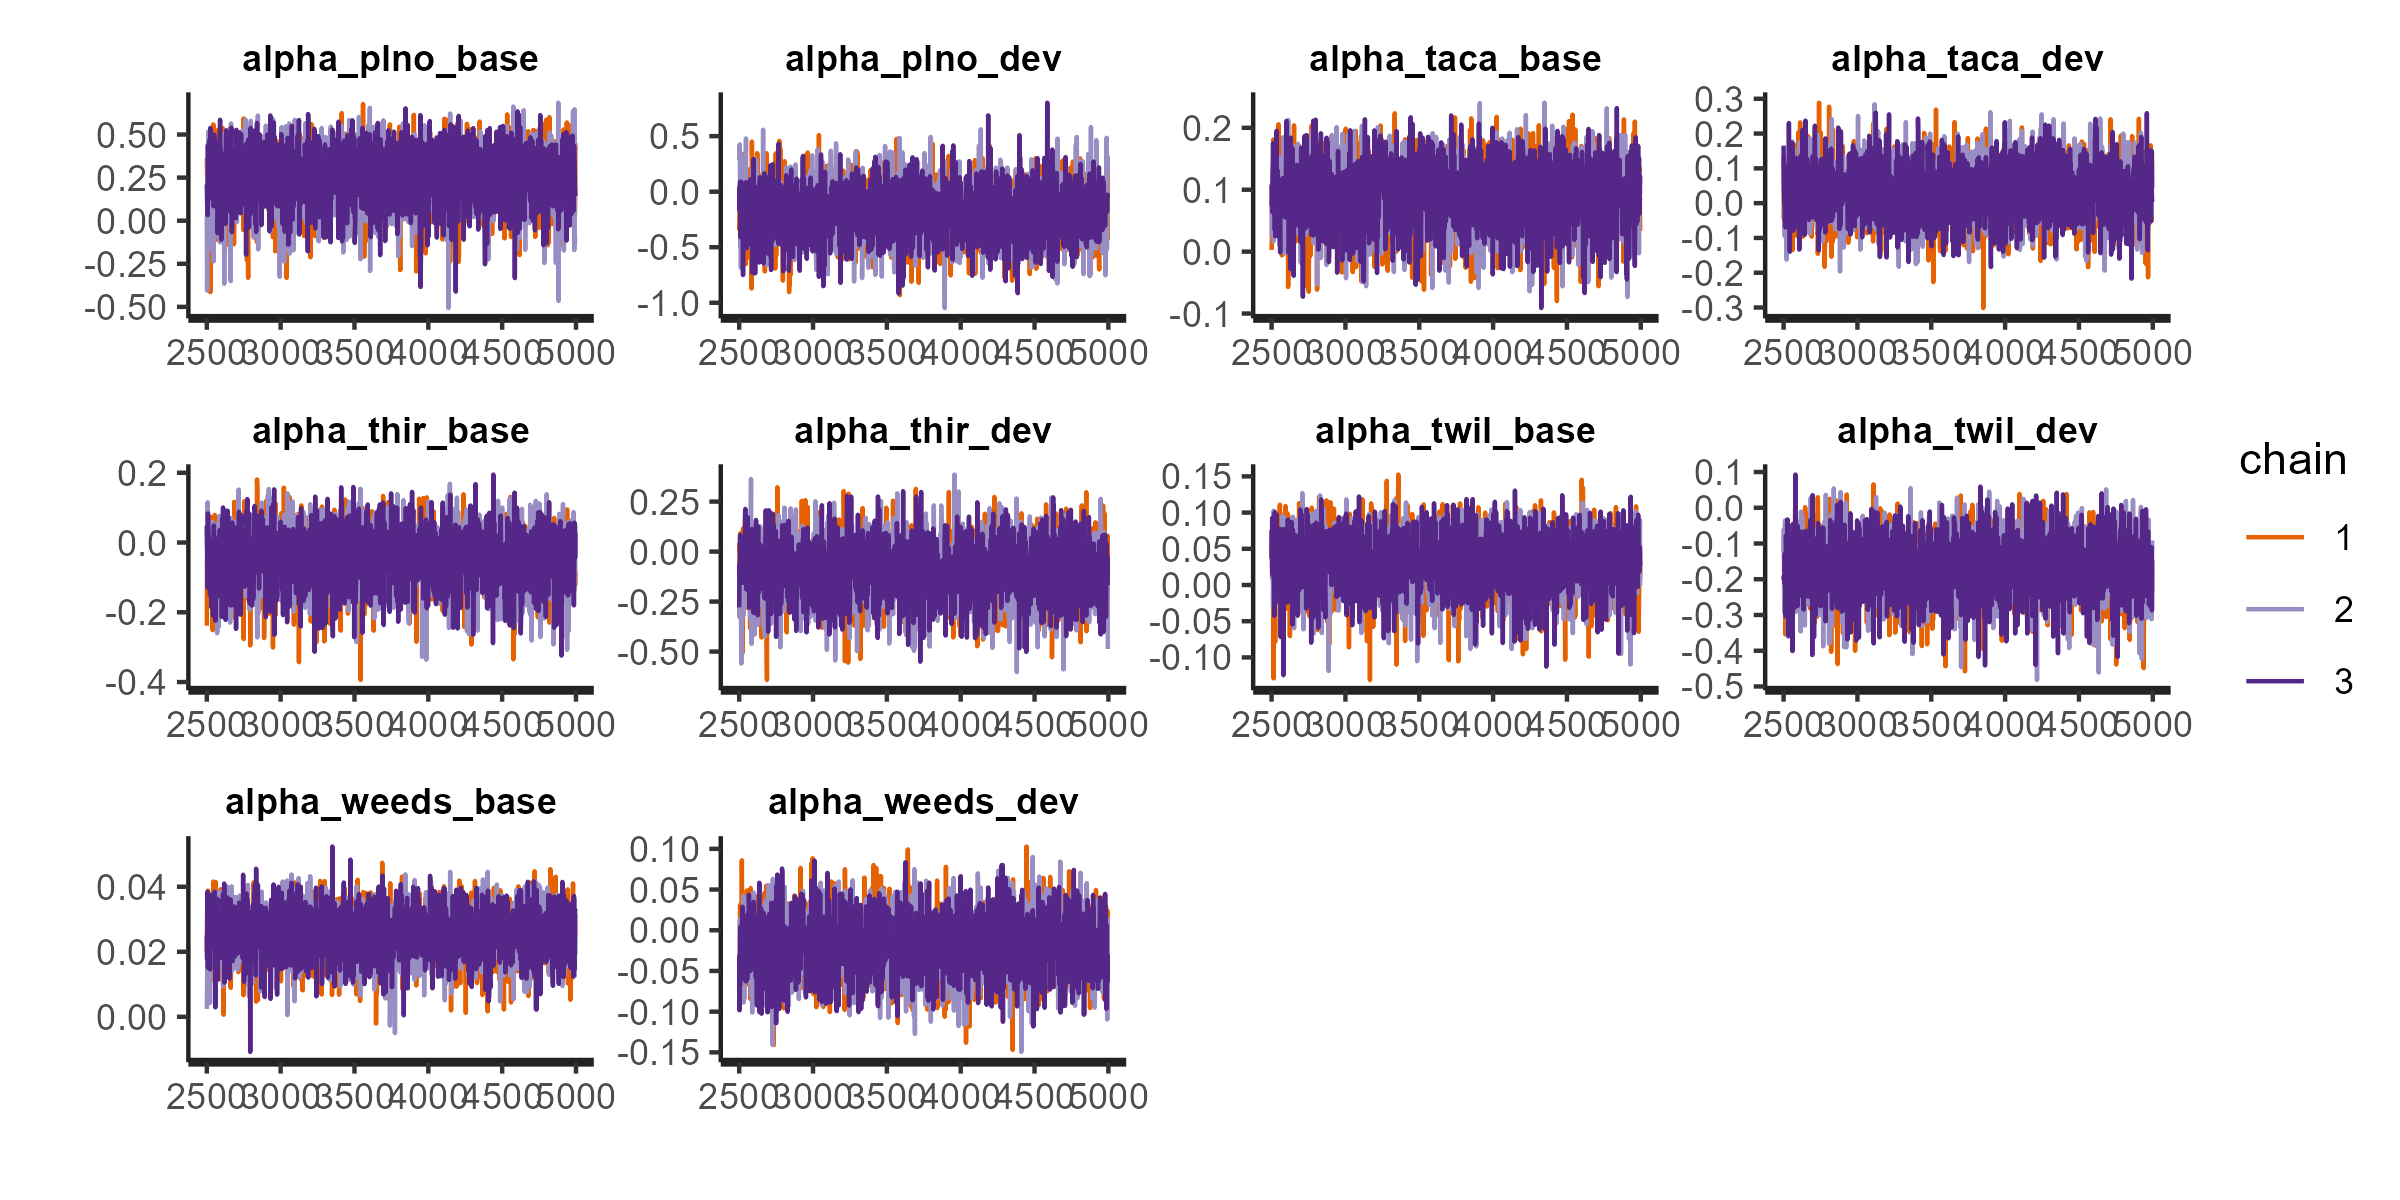 alpha_plno_base alpha_plno_dev alpha_taca_base alpha_taca_dev
0.50 0.25 0.00 -0.25 -0.50
2500 3000 3500 4000 4500 5000
0.5 0.0 -0.5 -1.0
2500 3000 3500 4000 4500 5000
0.2 0.1 0.0 -0.1
2500 3000 3500 4000 4500 5000
0.3 0.2 0.1 0.0 -0.1 -0.2 -0.3
2500 3000 3500 4000 4500 5000
alpha_thir_base alpha_thir_dev alpha_twil_base alpha_twil_dev
0.2 0.0 -0.2 -0.4
2500 3000 3500 4000 4500 5000
0.25 0.00 -0.25 -0.50
2500 3000 3500 4000 4500 5000
0.15 0.10 0.05 0.00 -0.05 -0.10
2500 3000 3500 4000 4500 5000
0.1 0.0 -0.1 -0.2 -0.3 -0.4 -0.5
2500 3000 3500 4000 4500 5000
alpha_weeds_base alpha_weeds_dev
0.04 0.02 0.00
2500 3000 3500 4000 4500 5000
0.10 0.05 0.00 -0.05 -0.10 -0.15
2500 3000 3500 4000 4500 5000
chain
1
2
3